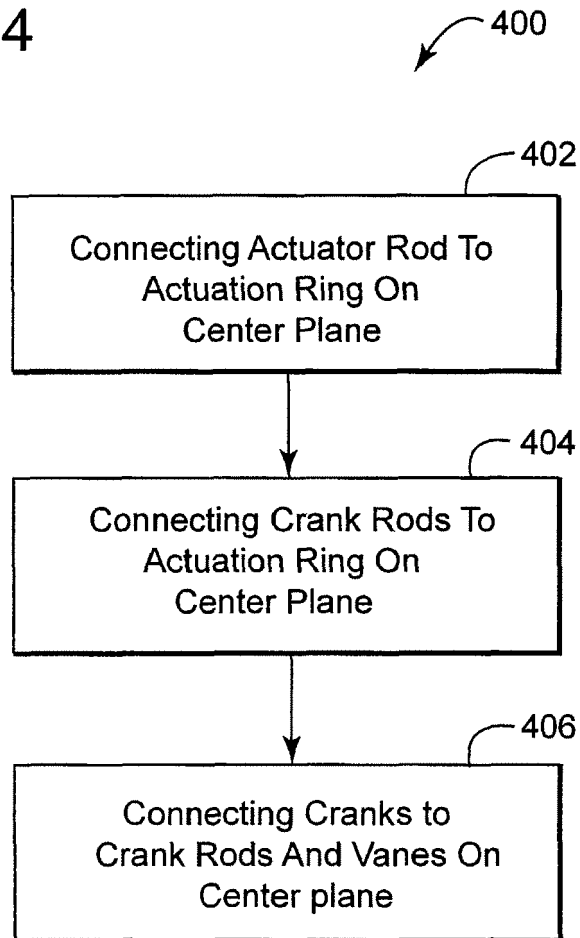 4
400
402
Connecting Actuator Rod To
Actuation Ring On
Center Plane
404
Connecting Crank Rods To
Actuation Ring On
Center Plane
406
Connecting Cranks to
Crank Rods And Vanes On
Center plane